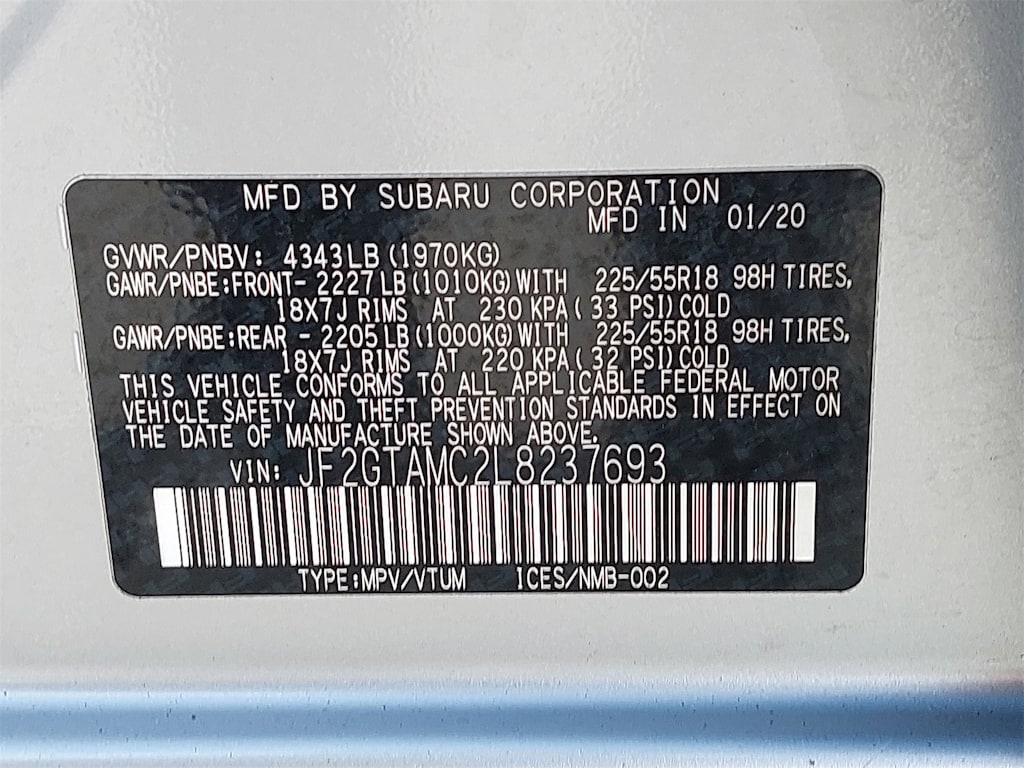 MFD BY SUBARU CORPORATION
MFD IN 01/20
GVWR/PNBV: 4343LB (1970KG)
GAWR/PNBE:FRONT- 2227LB (1010KG) WITH 225/55R18 98H TIRES,
18X7J RIMS AT 230 KPA ( 33 PSI) COLD
GAWR/PNBE:REAR - 2205LB (1000KG) WITH 225/55R18 98H TIRES,
18X7J RIMS AT 220 KPA ( 32 PSI) COLD
THIS VEHICLE CONFORMS TO ALL APPLICABLE FEDERAL MOTOR
VEHICLE SAFETY AND THEFT PREVENTION STANDARDS IN EFFECT ON
THE DATE OF MANUFACTURE SHOWN ABOVE.
VIN: JF2GTAMC2L8237693
TYPE:MPV/VTUM ICES/NMB-002